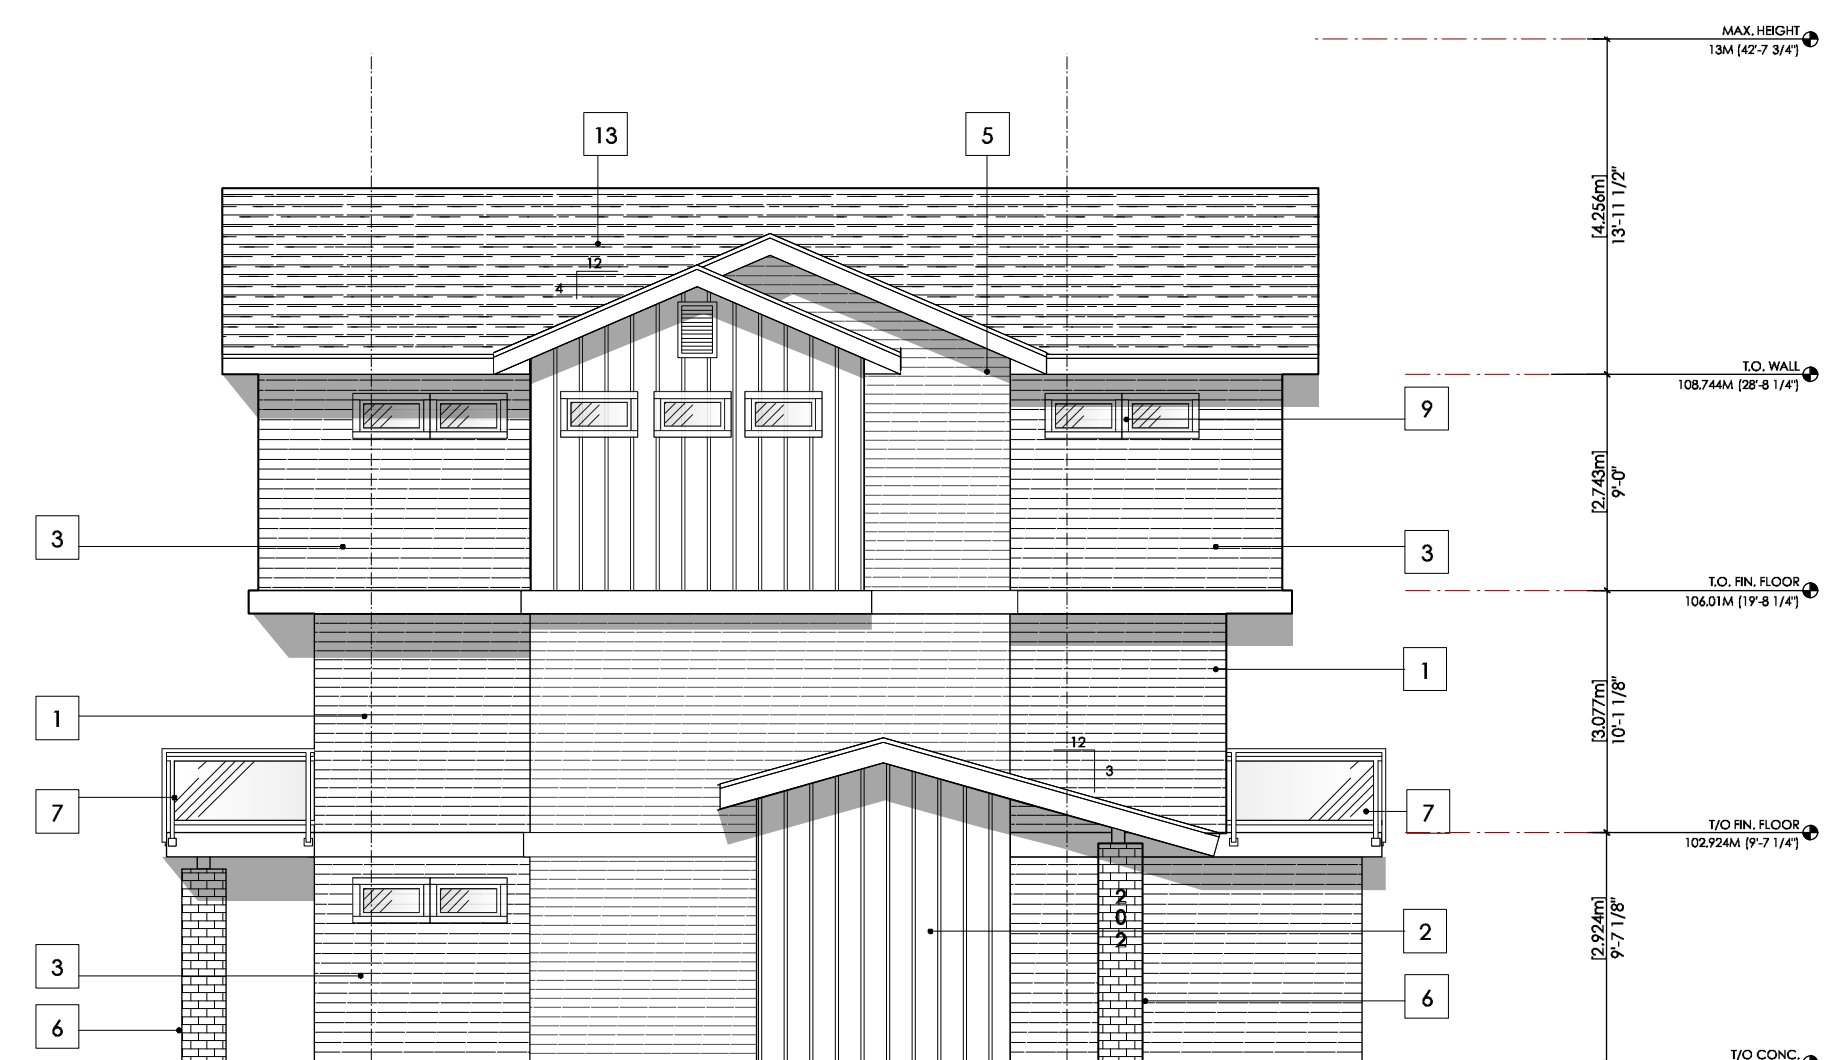 MAX. HEIGHT
13M (42'-7 3/4")
13
5
[4.256m]
13'-11 1/2"
12
4
T.O. WALL
108.744M (28'-8 1/4")
9
[2.743m]
9'-0"
3
3
T.O. FIN. FLOOR
106.01M (19'-8 1/4")
1
1
[3.077m]
10'-1 1/8"
12
3
7
7
T/O FIN. FLOOR
102.924M (9'-7 1/4")
202
2
[2.924m]
9'-7 1/8"
3
6
6
T/O CONC.